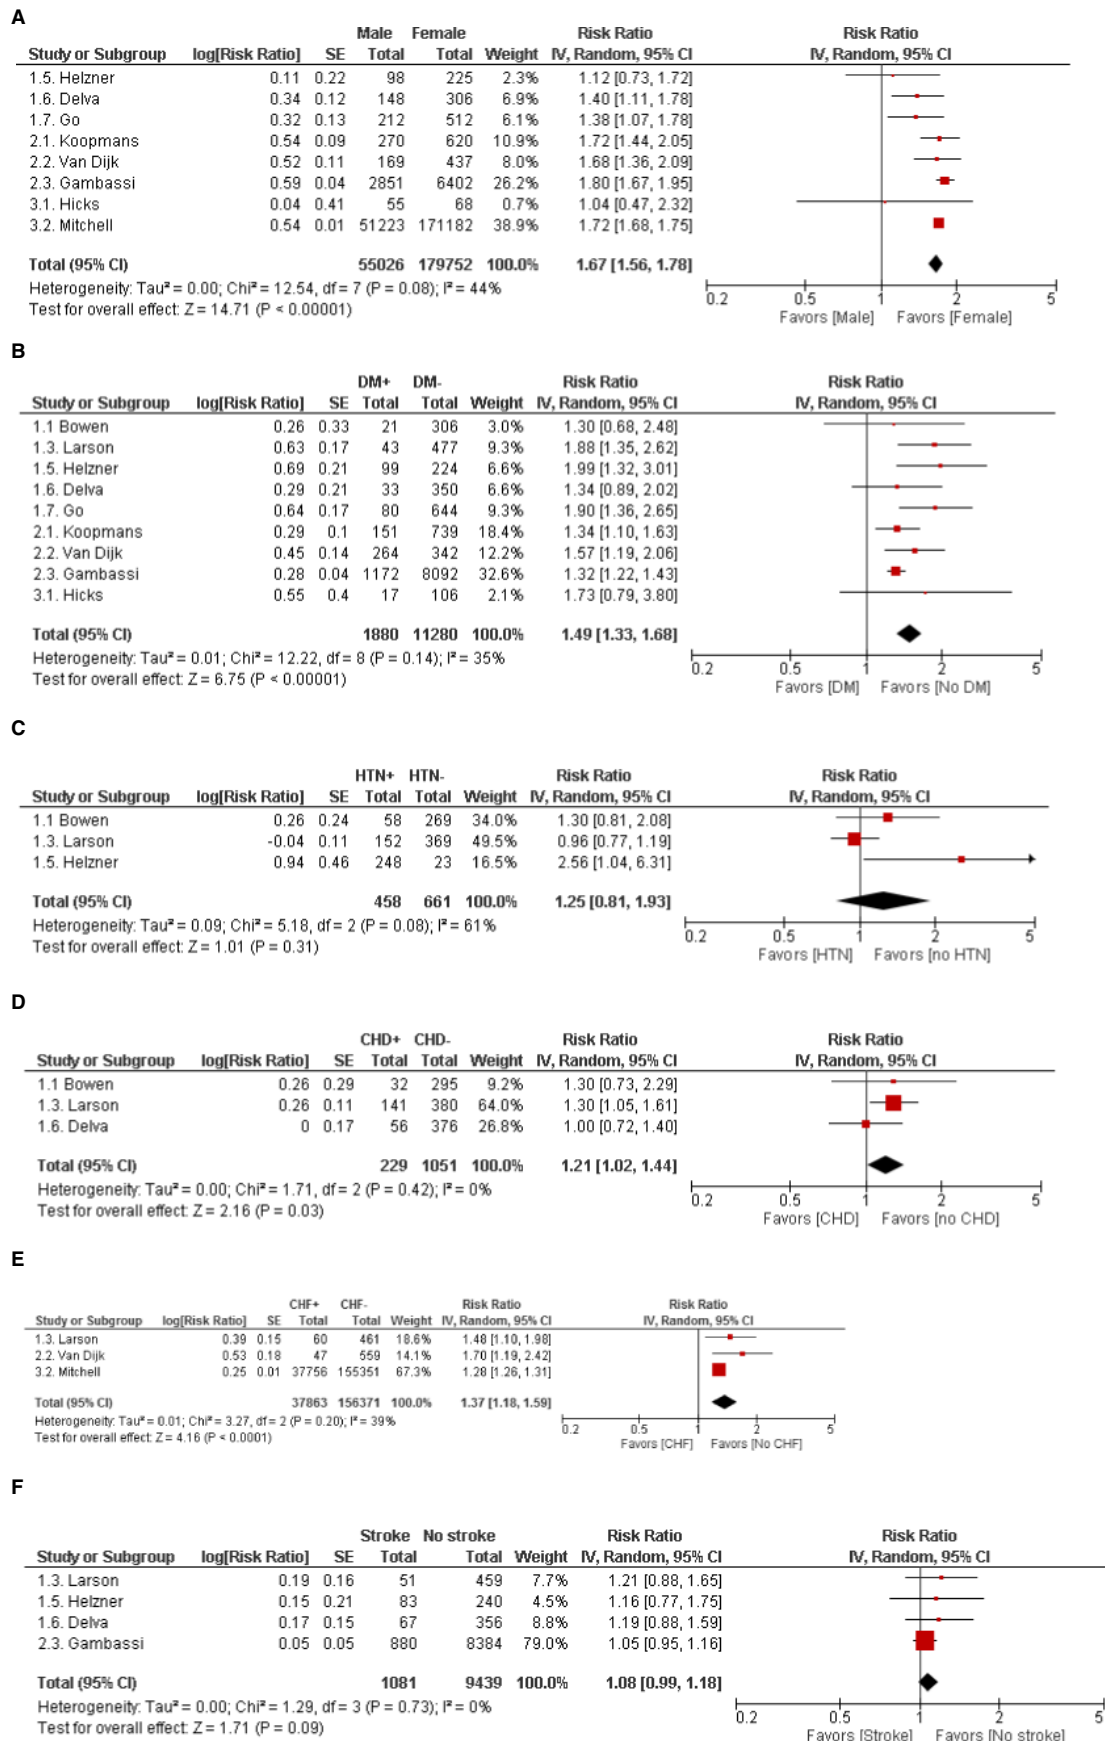 A
Male Female Risk Ratio Risk Ratio
Study or Subgroup log[Risk Ratio] SE Total Total Weight IV, Random, 95% CI IV, Random, 95% CI
1.5. Helzner 0.11 0.22 98 225 2.3% 1.12 [0.73, 1.72]
1.6. Delva 0.34 0.12 148 306 6.9% 1.40 [1.11, 1.78]
1.7. Go 0.32 0.13 212 512 6.1% 1.38 [1.07, 1.78]
2.1. Koopmans 0.54 0.09 270 620 10.9% 1.72 [1.44, 2.05]
2.2. Van Dijk 0.52 0.11 169 437 8.0% 1.68 [1.36, 2.09]
2.3. Gambassi 0.59 0.04 2851 6402 26.2% 1.80 [1.67, 1.95]
3.1. Hicks 0.04 0.41 55 68 0.7% 1.04 [0.47, 2.32]
3.2. Mitchell 0.54 0.01 51223 171182 38.9% 1.72 [1.68, 1.75]
Total (95% CI) 55026 179752 100.0% 1.67 [1.56, 1.78]
Heterogeneity: Tau² = 0.00; Chi² = 12.54, df = 7 (P = 0.08); I² = 44%
Test for overall effect: Z = 14.71 (P < 0.00001)
0.2 0.5 1 2 5
Favors [Male] Favors [Female]
B
DM+ DM- Risk Ratio Risk Ratio
Study or Subgroup log[Risk Ratio] SE Total Total Weight IV, Random, 95% CI IV, Random, 95% CI
1.1 Bowen 0.26 0.33 21 306 3.0% 1.30 [0.68, 2.48]
1.3. Larson 0.63 0.17 43 477 9.3% 1.88 [1.35, 2.62]
1.5. Helzner 0.69 0.21 99 224 6.6% 1.99 [1.32, 3.01]
1.6. Delva 0.29 0.21 33 350 6.6% 1.34 [0.89, 2.02]
1.7. Go 0.64 0.17 80 644 9.3% 1.90 [1.36, 2.65]
2.1. Koopmans 0.29 0.1 151 739 18.4% 1.34 [1.10, 1.63]
2.2. Van Dijk 0.45 0.14 264 342 12.2% 1.57 [1.19, 2.06]
2.3. Gambassi 0.28 0.04 1172 8092 32.6% 1.32 [1.22, 1.43]
3.1. Hicks 0.55 0.4 17 106 2.1% 1.73 [0.79, 3.80]
Total (95% CI) 1880 11280 100.0% 1.49 [1.33, 1.68]
Heterogeneity: Tau² = 0.01; Chi² = 12.22, df = 8 (P = 0.14); I² = 35%
Test for overall effect: Z = 6.75 (P < 0.00001)
0.2 0.5 1 2 5
Favors [DM] Favors [No DM]
C
HTN+ HTN- Risk Ratio Risk Ratio
Study or Subgroup log[Risk Ratio] SE Total Total Weight IV, Random, 95% CI IV, Random, 95% CI
1.1 Bowen 0.26 0.24 58 269 34.0% 1.30 [0.81, 2.08]
1.3. Larson -0.04 0.11 152 369 49.5% 0.96 [0.77, 1.19]
1.5. Helzner 0.94 0.46 248 23 16.5% 2.56 [1.04, 6.31]
Total (95% CI) 458 661 100.0% 1.25 [0.81, 1.93]
Heterogeneity: Tau² = 0.09; Chi² = 5.18, df = 2 (P = 0.08); I² = 61%
Test for overall effect: Z = 1.01 (P = 0.31)
0.2 0.5 1 2 5
Favors [HTN] Favors [no HTN]
D
CHD+ CHD- Risk Ratio Risk Ratio
Study or Subgroup log[Risk Ratio] SE Total Total Weight IV, Random, 95% CI IV, Random, 95% CI
1.1 Bowen 0.26 0.29 32 295 9.2% 1.30 [0.73, 2.29]
1.3. Larson 0.26 0.11 141 380 64.0% 1.30 [1.05, 1.61]
1.6. Delva 0 0.17 56 376 26.8% 1.00 [0.72, 1.40]
Total (95% CI) 229 1051 100.0% 1.21 [1.02, 1.44]
Heterogeneity: Tau² = 0.00; Chi² = 1.71, df = 2 (P = 0.42); I² = 0%
Test for overall effect: Z = 2.16 (P = 0.03)
0.2 0.5 1 2 5
Favors [CHD] Favors [no CHD]
E
CHF+ CHF- Risk Ratio Risk Ratio
Study or Subgroup log[Risk Ratio] SE Total Total Weight IV, Random, 95% CI IV, Random, 95% CI
1.3. Larson 0.39 0.15 60 461 18.6% 1.48 [1.10, 1.98]
2.2. Van Dijk 0.53 0.18 47 559 14.1% 1.70 [1.19, 2.42]
3.2. Mitchell 0.25 0.01 37756 155351 67.3% 1.28 [1.26, 1.31]
Total (95% CI) 37863 156371 100.0% 1.37 [1.18, 1.59]
Heterogeneity: Tau² = 0.01; Chi² = 3.27, df = 2 (P = 0.20); I² = 39%
Test for overall effect: Z = 4.16 (P < 0.0001)
0.2 0.5 1 2 5
Favors [CHF] Favors [No CHF]
F
Stroke No stroke Risk Ratio Risk Ratio
Study or Subgroup log[Risk Ratio] SE Total Total Weight IV, Random, 95% CI IV, Random, 95% CI
1.3. Larson 0.19 0.16 51 459 7.7% 1.21 [0.88, 1.65]
1.5. Helzner 0.15 0.21 83 240 4.5% 1.16 [0.77, 1.75]
1.6. Delva 0.17 0.15 67 356 8.8% 1.19 [0.88, 1.59]
2.3. Gambassi 0.05 0.05 880 8384 79.0% 1.05 [0.95, 1.16]
Total (95% CI) 1081 9439 100.0% 1.08 [0.99, 1.18]
Heterogeneity: Tau² = 0.00; Chi² = 1.29, df = 3 (P = 0.73); I² = 0%
Test for overall effect: Z = 1.71 (P = 0.09)
0.2 0.5 1 2 5
Favors [Stroke] Favors [No stroke]